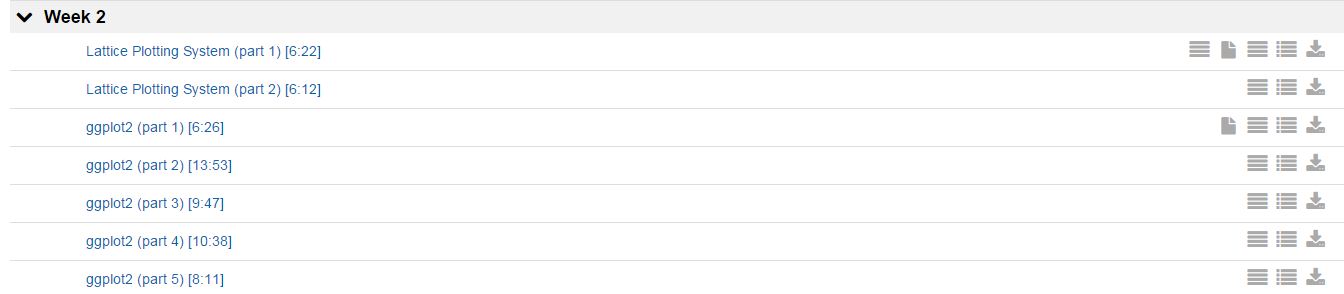 Week 2
Lattice Plotting System (part 1) [6:22]
Lattice Plotting System (part 2) [6:12]
ggplot2 (part 1) [6:26]
ggplot2 (part 2) [13:53]
ggplot2 (part 3) [9:47]
ggplot2 (part 4) [10:38]
ggplot2 (part 5) [8:11]